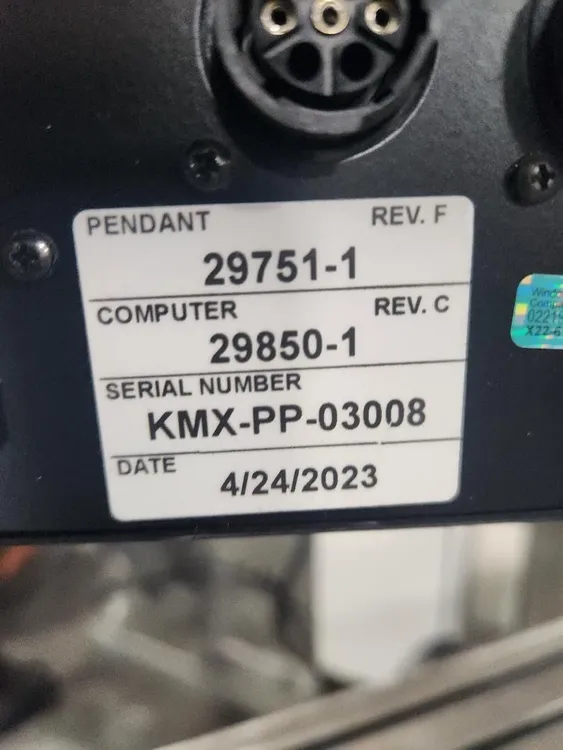 PENDANT REV. F
29751-1
COMPUTER REV. C
29850-1
SERIAL NUMBER
KMX-PP-03008
DATE
4/24/2023